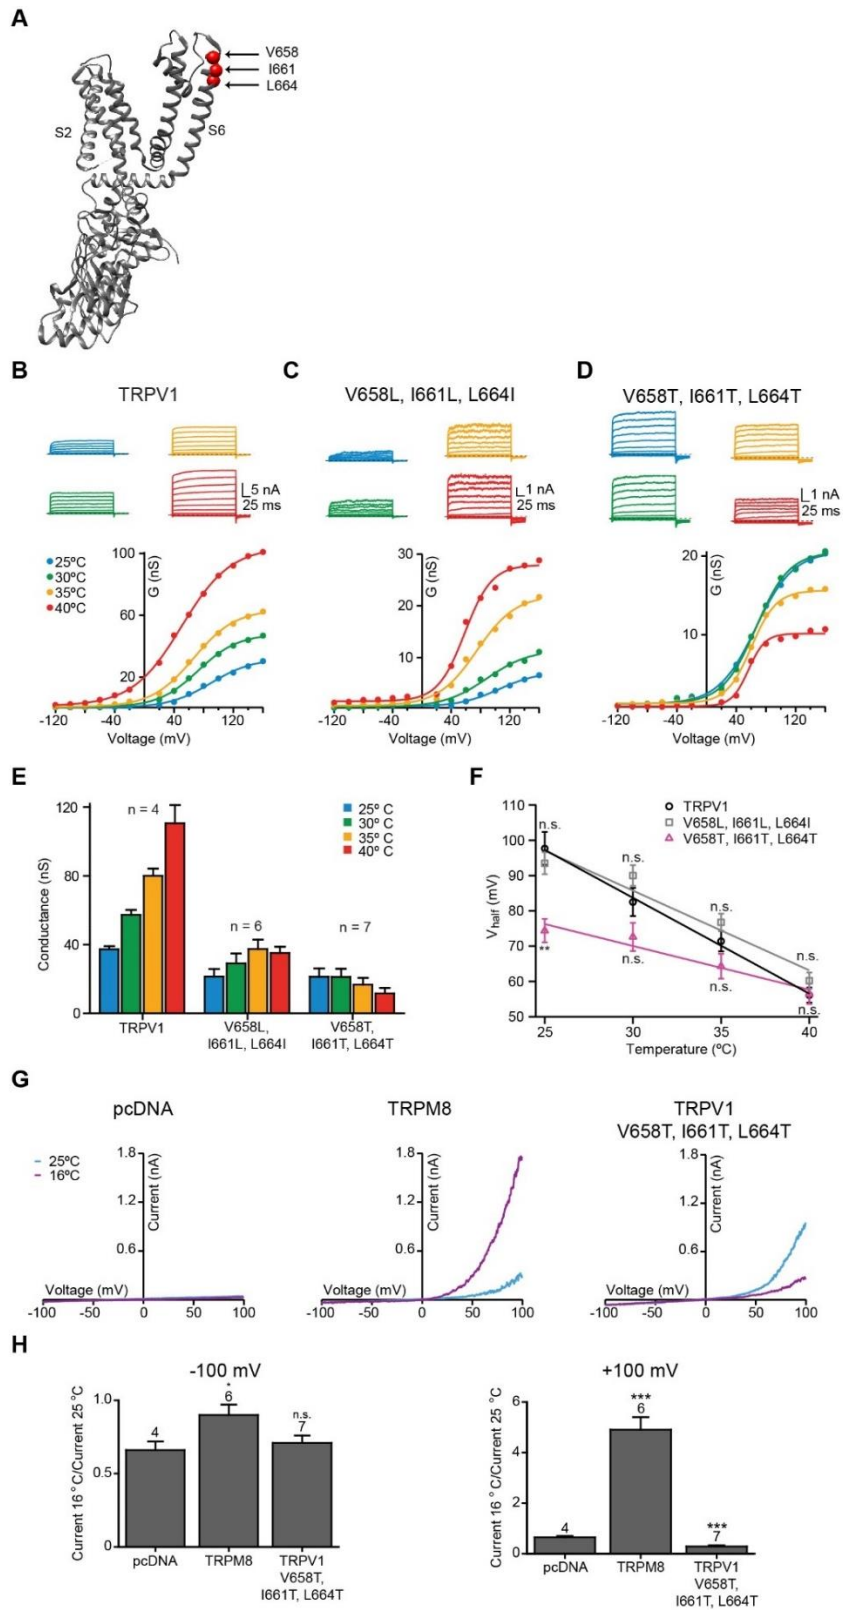 A
V658
I661
L664
S2
S6
B
TRPV1
5 nA
25 ms
25ºC
30ºC
35ºC
40ºC
G (nS)
100
60
20
-120
-40
40
120
Voltage (mV)
C
V658L, I661L, L664I
1 nA
25 ms
G (nS)
30
20
10
-120
-40
40
120
Voltage (mV)
D
V658T, I661T, L664T
1 nA
25 ms
G (nS)
20
10
-120
-40
40
120
Voltage (mV)
E
Conductance (nS)
120
80
40
0
n = 4
n = 6
n = 7
25º C
30º C
35º C
40º C
TRPV1
V658L,
I661L, L664I
V658T,
I661T, L664T
F
Vhalf (mV)
110
100
90
80
70
60
50
TRPV1
V658L, I661L, L664I
V658T, I661T, L664T
n.s.
n.s.
n.s.
n.s.
**
n.s.
n.s.
n.s.
25
30
35
40
Temperature (ºC)
G
pcDNA
25ºC
16ºC
Current (nA)
1.8
1.2
0.6
Voltage (mV)
-100
-50
0
50
100
TRPM8
Current (nA)
1.8
1.2
0.6
Voltage (mV)
-100
-50
0
50
100
TRPV1
V658T, I661T, L664T
Current (nA)
1.8
1.2
0.6
Voltage (mV)
-100
-50
0
50
100
H
-100 mV
Current 16 º C/Current 25 ºC
1.0
0.5
0
4
*
6
n.s.
7
pcDNA
TRPM8
TRPV1
V658T,
I661T, L664T
+100 mV
Current 16 º C/Current 25 ºC
6
4
2
0
4
***
6
***
7
pcDNA
TRPM8
TRPV1
V658T,
I661T, L664T